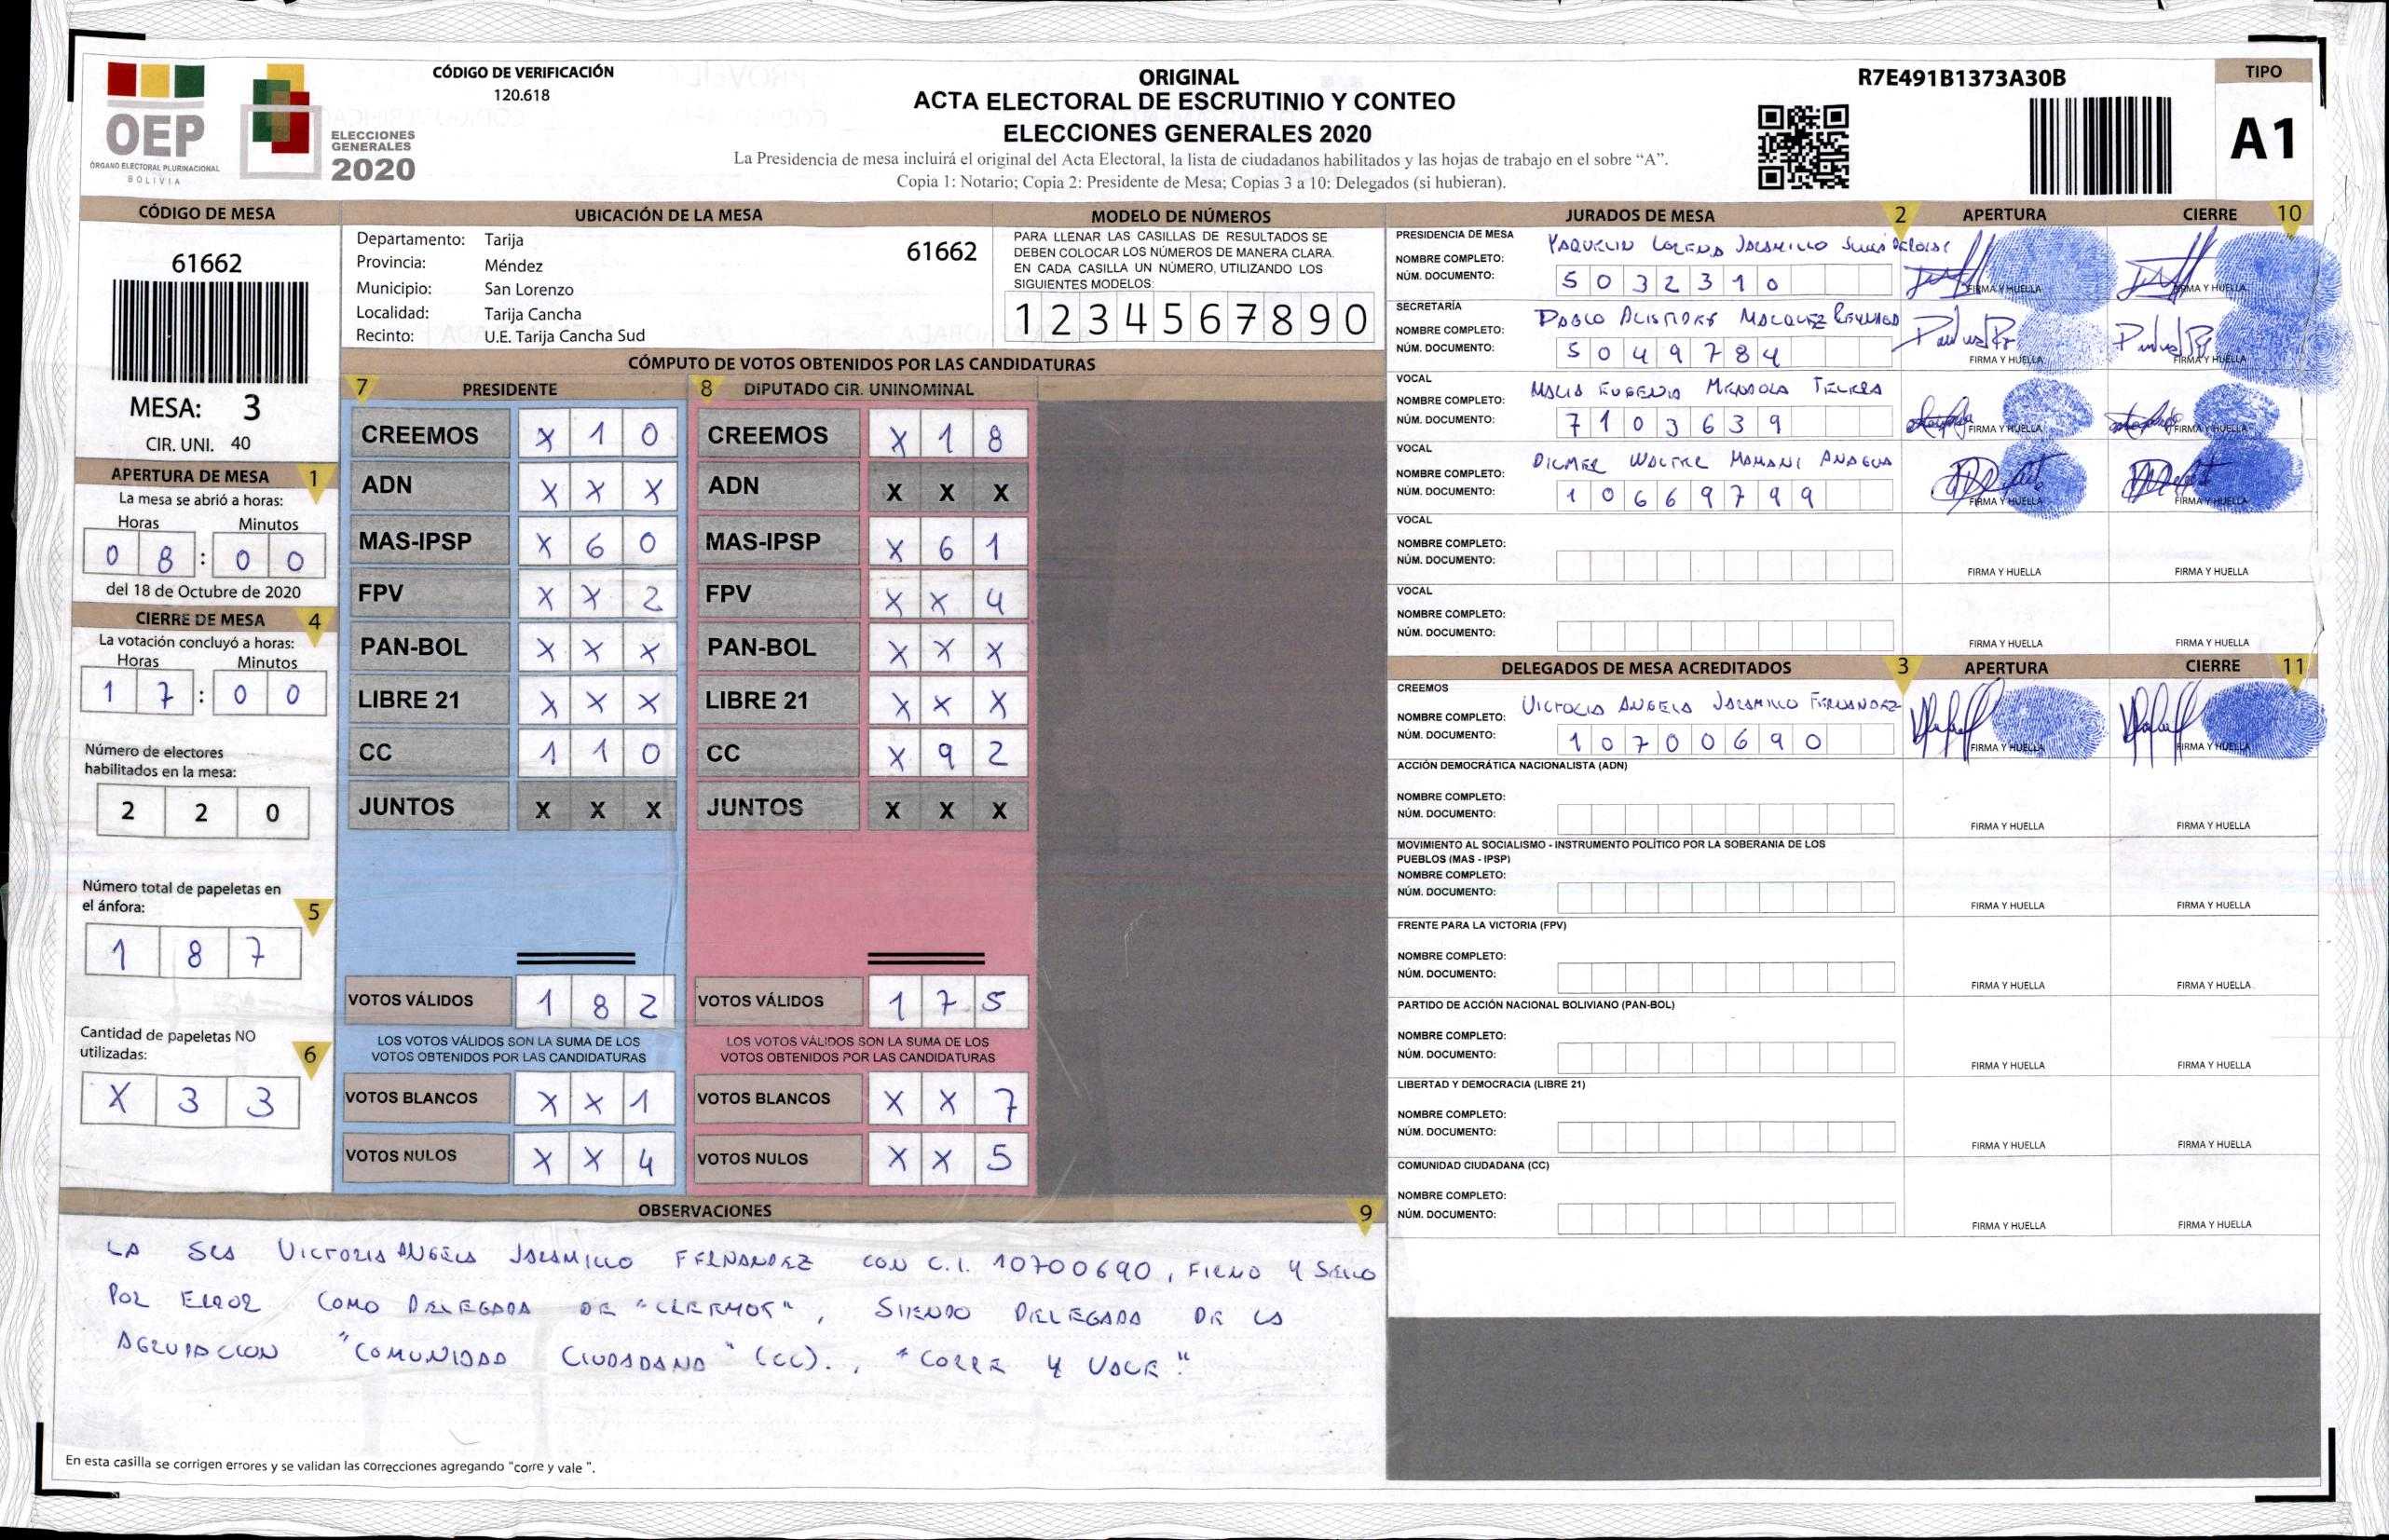 OEP
ÓRGANO ELECTORAL PLURINACIONAL
BOLIVIA
ELECCIONES
GENERALES
2020
CÓDIGO DE VERIFICACIÓN
120.618
ORIGINAL
ACTA ELECTORAL DE ESCRUTINIO Y CONTEO
ELECCIONES GENERALES 2020
La Presidencia de mesa incluirá el original del Acta Electoral, la lista de ciudadanos habilitados y las hojas de trabajo en el sobre “A”.
Copia 1: Notario; Copia 2: Presidente de Mesa; Copias 3 a 10: Delegados (si hubieran).
R7E491B1373A30B
TIPO
A1
CÓDIGO DE MESA
61662
MESA: 3
CIR. UNI. 40
APERTURA DE MESA 1
La mesa se abrió a horas:
Horas Minutos
0 8 : 0 0
del 18 de Octubre de 2020
CIERRE DE MESA 4
La votación concluyó a horas:
Horas Minutos
1 7 : 0 0
Número de electores
habilitados en la mesa:
2 2 0
Número total de papeletas en
el ánfora: 5
1 8 7
Cantidad de papeletas NO
utilizadas: 6
X 3 3
UBICACIÓN DE LA MESA
Departamento: Tarija 61662
Provincia: Méndez
Municipio: San Lorenzo
Localidad: Tarija Cancha
Recinto: U.E. Tarija Cancha Sud
MODELO DE NÚMEROS
PARA LLENAR LAS CASILLAS DE RESULTADOS SE
DEBEN COLOCAR LOS NÚMEROS DE MANERA CLARA.
EN CADA CASILLA UN NÚMERO, UTILIZANDO LOS
SIGUIENTES MODELOS:
1 2 3 4 5 6 7 8 9 0
CÓMPUTO DE VOTOS OBTENIDOS POR LAS CANDIDATURAS
7 PRESIDENTE
CREEMOS X 1 0
ADN X X X
MAS-IPSP X 6 0
FPV X X 2
PAN-BOL X X X
LIBRE 21 X X X
CC 1 1 0
JUNTOS X X X
VOTOS VÁLIDOS 1 8 2
LOS VOTOS VÁLIDOS SON LA SUMA DE LOS
VOTOS OBTENIDOS POR LAS CANDIDATURAS
VOTOS BLANCOS X X 1
VOTOS NULOS X X 4
8 DIPUTADO CIR. UNINOMINAL
CREEMOS X 1 8
ADN X X X
MAS-IPSP X 6 1
FPV X X 4
PAN-BOL X X X
LIBRE 21 X X X
CC X 9 2
JUNTOS X X X
VOTOS VÁLIDOS 1 7 5
LOS VOTOS VÁLIDOS SON LA SUMA DE LOS
VOTOS OBTENIDOS POR LAS CANDIDATURAS
VOTOS BLANCOS X X 7
VOTOS NULOS X X 5
OBSERVACIONES 9
LA SRA VICTORIA ANGELA JARAMILLO FERNANDEZ CON C.I. 10700690, FIRMO Y SELLO
POR ERROR COMO DELEGADA DE "CREEMOS", SIENDO DELEGADA DE LA
AGRUPACION "COMUNIDAD CIUDADANA" (CC)., "CORRE Y VALE"
En esta casilla se corrigen errores y se validan las correcciones agregando "corre y vale ".
JURADOS DE MESA 2 APERTURA CIERRE 10
PRESIDENCIA DE MESA
NOMBRE COMPLETO: YAQUELIN LORENA JARAMILLO
NÚM. DOCUMENTO: 5 0 3 2 3 1 0
FIRMA Y HUELLA FIRMA Y HUELLA
SECRETARÍA
NOMBRE COMPLETO: PABLO MARQUEZ
NÚM. DOCUMENTO: 5 0 4 9 7 8 4
FIRMA Y HUELLA FIRMA Y HUELLA
VOCAL
NOMBRE COMPLETO: MARIA EUGENIA
NÚM. DOCUMENTO: 7 1 0 3 6 3 9
FIRMA Y HUELLA FIRMA Y HUELLA
VOCAL
NOMBRE COMPLETO: DICMER WALTER MAMANI ANAGUA
NÚM. DOCUMENTO: 1 0 6 6 9 7 9 9
FIRMA Y HUELLA FIRMA Y HUELLA
VOCAL
NOMBRE COMPLETO:
NÚM. DOCUMENTO:
FIRMA Y HUELLA FIRMA Y HUELLA
VOCAL
NOMBRE COMPLETO:
NÚM. DOCUMENTO:
FIRMA Y HUELLA FIRMA Y HUELLA
DELEGADOS DE MESA ACREDITADOS 3 APERTURA CIERRE 11
CREEMOS
NOMBRE COMPLETO: VICTORIA ANGELA JARAMILLO FERNANDEZ
NÚM. DOCUMENTO: 1 0 7 0 0 6 9 0
FIRMA Y HUELLA FIRMA Y HUELLA
ACCIÓN DEMOCRÁTICA NACIONALISTA (ADN)
NOMBRE COMPLETO:
NÚM. DOCUMENTO:
FIRMA Y HUELLA FIRMA Y HUELLA
MOVIMIENTO AL SOCIALISMO - INSTRUMENTO POLÍTICO POR LA SOBERANIA DE LOS
PUEBLOS (MAS - IPSP)
NOMBRE COMPLETO:
NÚM. DOCUMENTO:
FIRMA Y HUELLA FIRMA Y HUELLA
FRENTE PARA LA VICTORIA (FPV)
NOMBRE COMPLETO:
NÚM. DOCUMENTO:
FIRMA Y HUELLA FIRMA Y HUELLA
PARTIDO DE ACCIÓN NACIONAL BOLIVIANO (PAN-BOL)
NOMBRE COMPLETO:
NÚM. DOCUMENTO:
FIRMA Y HUELLA FIRMA Y HUELLA
LIBERTAD Y DEMOCRACIA (LIBRE 21)
NOMBRE COMPLETO:
NÚM. DOCUMENTO:
FIRMA Y HUELLA FIRMA Y HUELLA
COMUNIDAD CIUDADANA (CC)
NOMBRE COMPLETO:
NÚM. DOCUMENTO:
FIRMA Y HUELLA FIRMA Y HUELLA